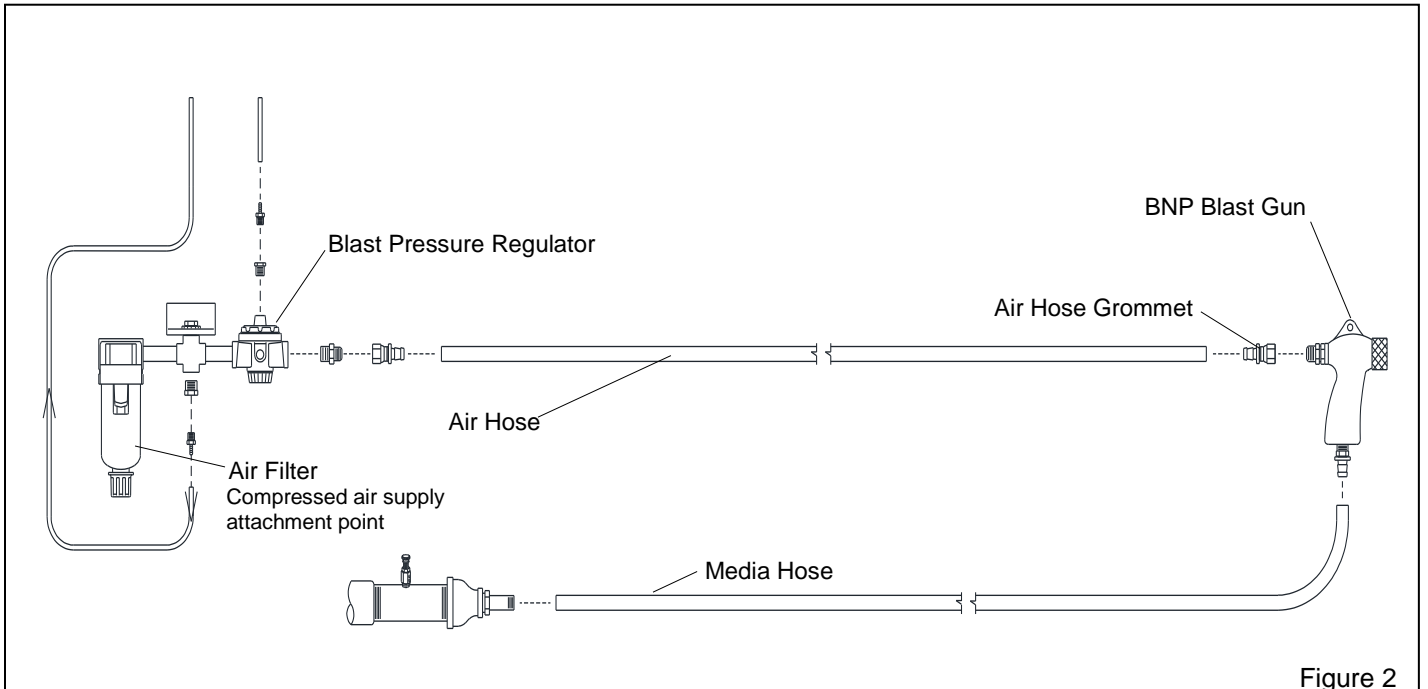 BNP Blast Gun
Blast Pressure Regulator
Air Hose Grommet
Air Hose
Air Filter
Compressed air supply
attachment point
Media Hose
Figure 2